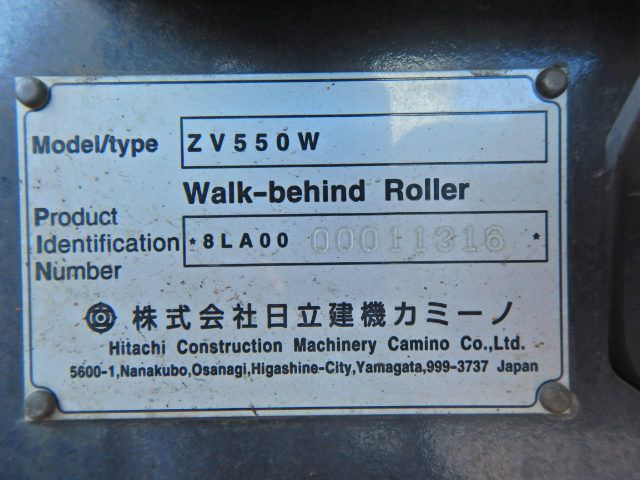 Model/type ZV550W
Walk-behind Roller
Product
Identification *8LA00 00011316 *
Number
株式会社日立建機カミーノ
Hitachi Construction Machinery Camino Co.,Ltd.
5600-1,Nanakubo,Osanagi,Higashine-City,Yamagata,999-3737 Japan